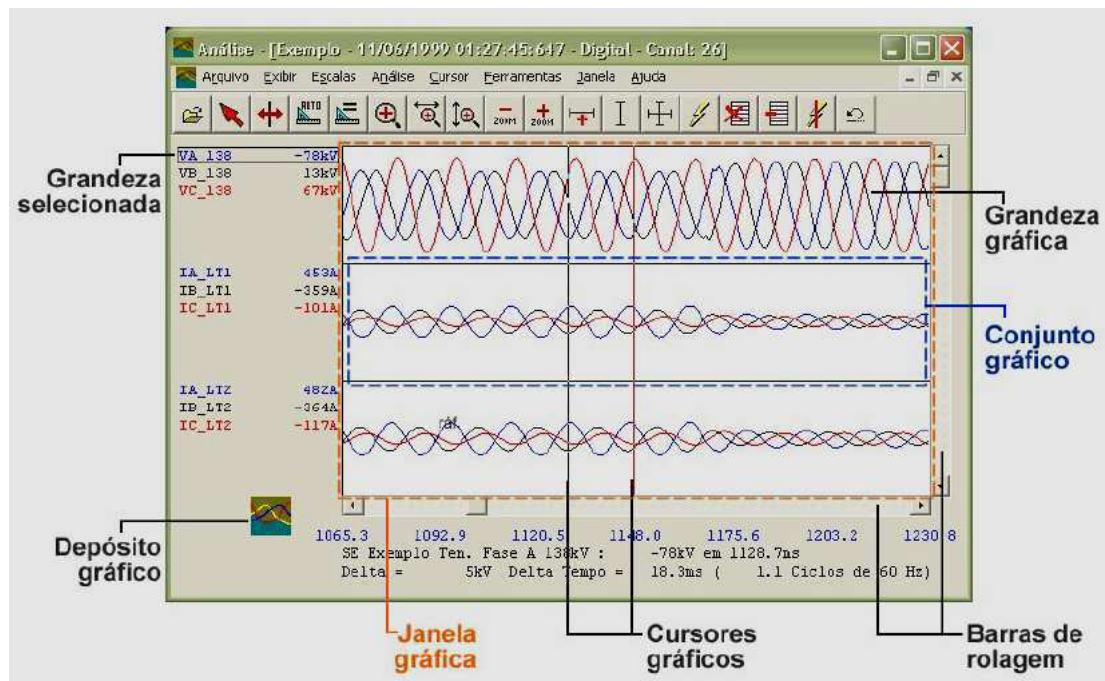 Análise - [Exemplo - 11/06/1999 01:27:45:647 - Digital - Canal: 26]
Arquivo Exibir Escalas Análise Cursor Ferramentas Janela Ajuda
AUTO
ZOOM ZOOM
VA_138 -78kV
VB_138 13kV
VC_138 67kV
Grandeza
selecionada
Grandeza
gráfica
IA_LT1 453A
IB_LT1 -359A
IC_LT1 -101A
Conjunto
gráfico
IA_LT2 482A
IB_LT2 -364A
IC_LT2 -117A
ráf
Depósito
gráfico
1065.3 1092.9 1120.5 1148.0 1175.6 1203.2 1230.8
SE Exemplo Ten. Fase A 138kV : -78kV em 1128.7ms
Delta = 5kV Delta Tempo = 18.3ms ( 1.1 Ciclos de 60 Hz)
Janela
gráfica
Cursores
gráficos
Barras de
rolagem